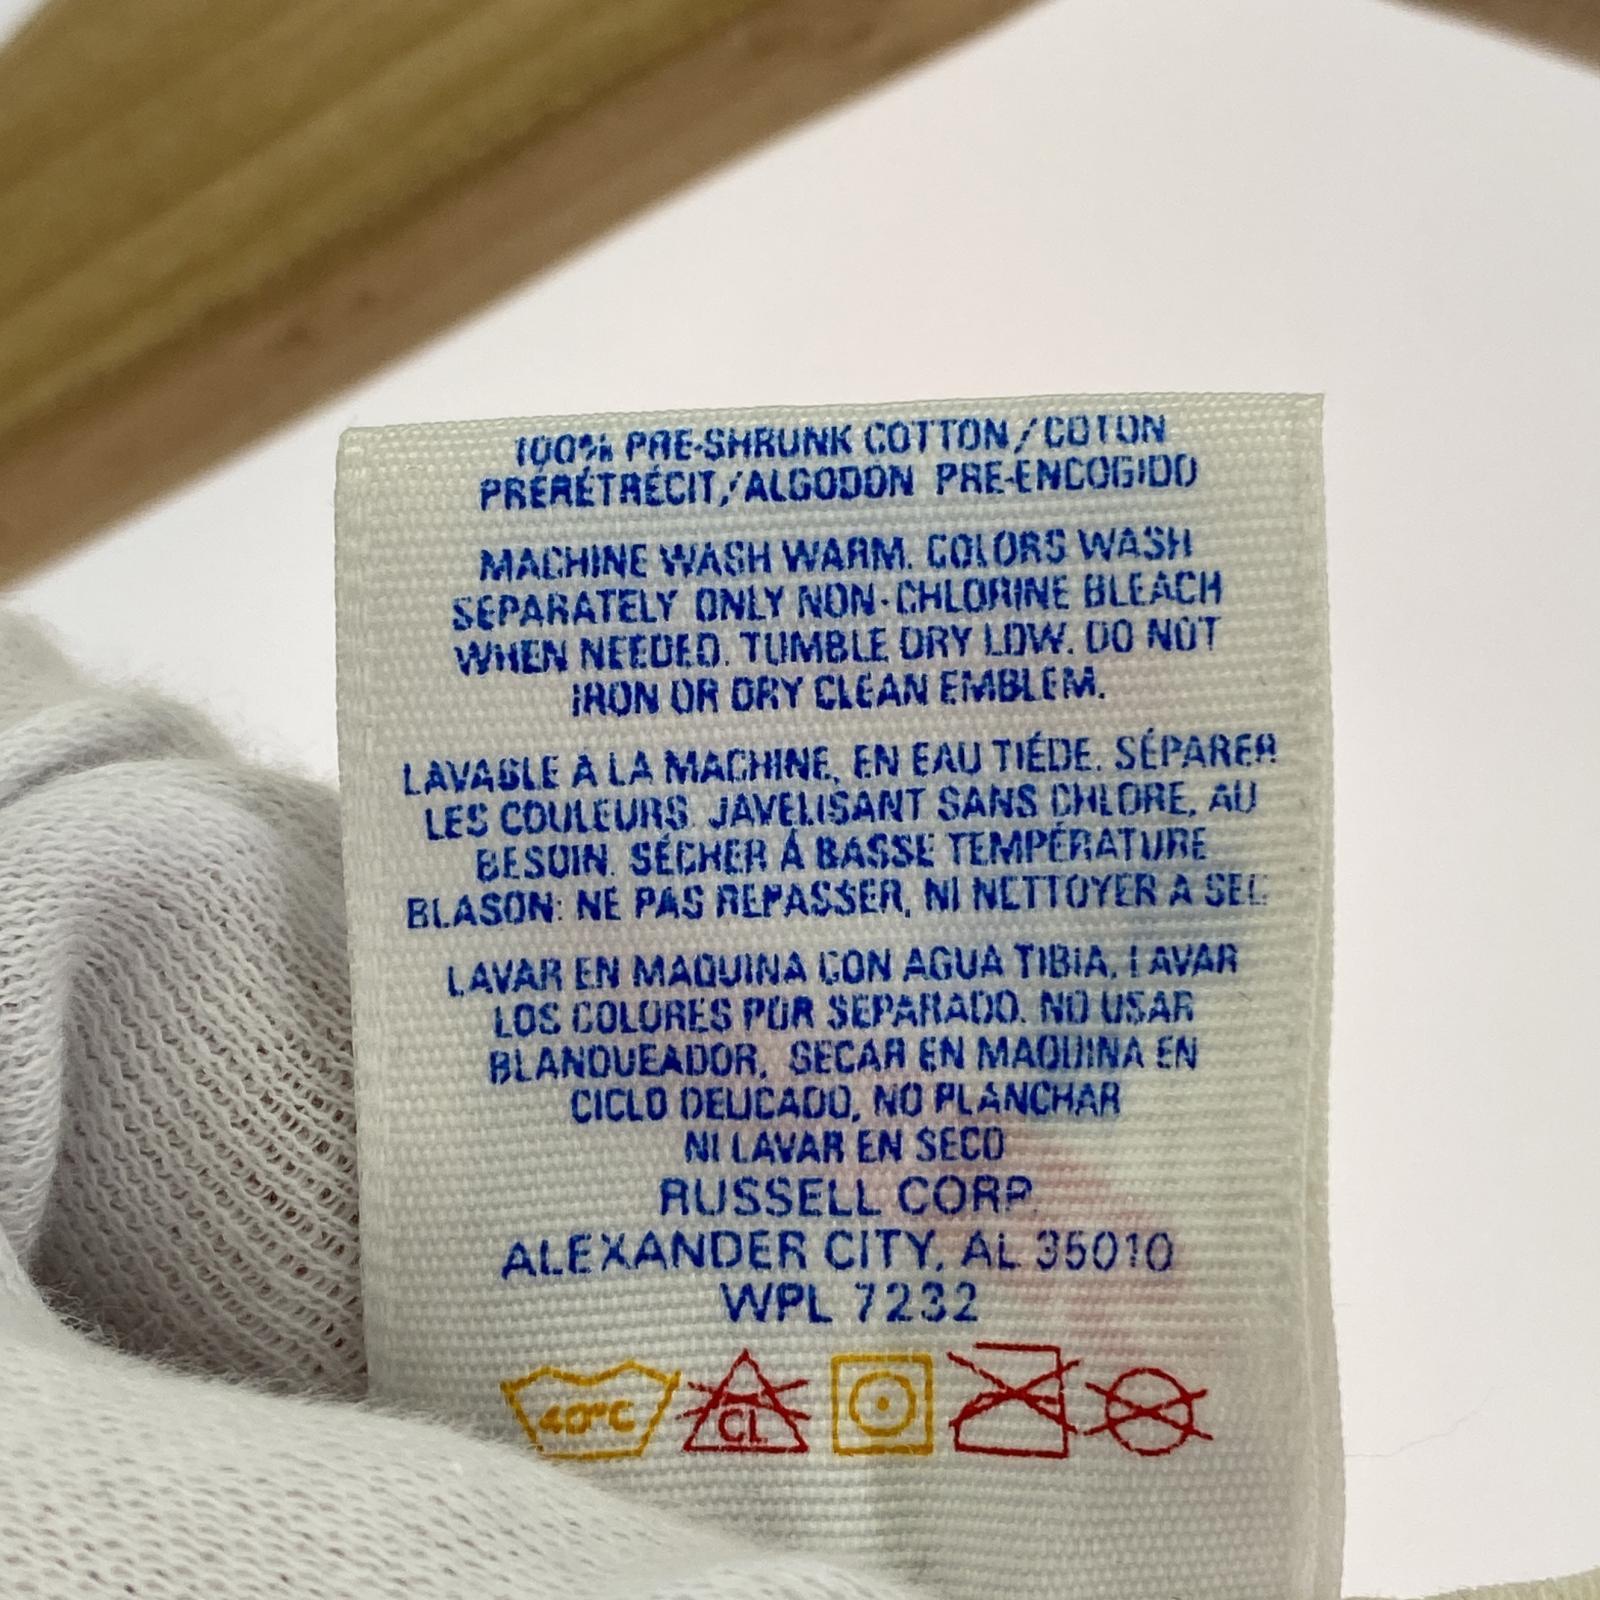 100% PRE-SHRUNK COTTON/COTON
PRÉRÉTRÉCIT/ALGODÓN PRE-ENCOGIDO
MACHINE WASH WARM. COLORS WASH
SEPARATELY ONLY NON-CHLORINE BLEACH
WHEN NEEDED. TUMBLE DRY LOW. DO NOT
IRON OR DRY CLEAN EMBLEM.
LAVABLE A LA MACHINE, EN EAU TIÉDE. SÉPARER
LES COULEURS. JAVELISANT SANS CHLORE, AU
BESOIN. SÉCHER Á BASSE TEMPÉRATURE
BLASON: NE PAS REPASSER, NI NETTOYER A SEC
LAVAR EN MAQUINA CON AGUA TIBIA, LAVAR
LOS COLORES POR SEPARADO. NO USAR
BLANQUEADOR, SECAR EN MAQUINA EN
CICLO DELICADO, NO PLANCHAR
NI LAVAR EN SECO
RUSSELL CORP.
ALEXANDER CITY, AL 35010
WPL 7232
40°C CL